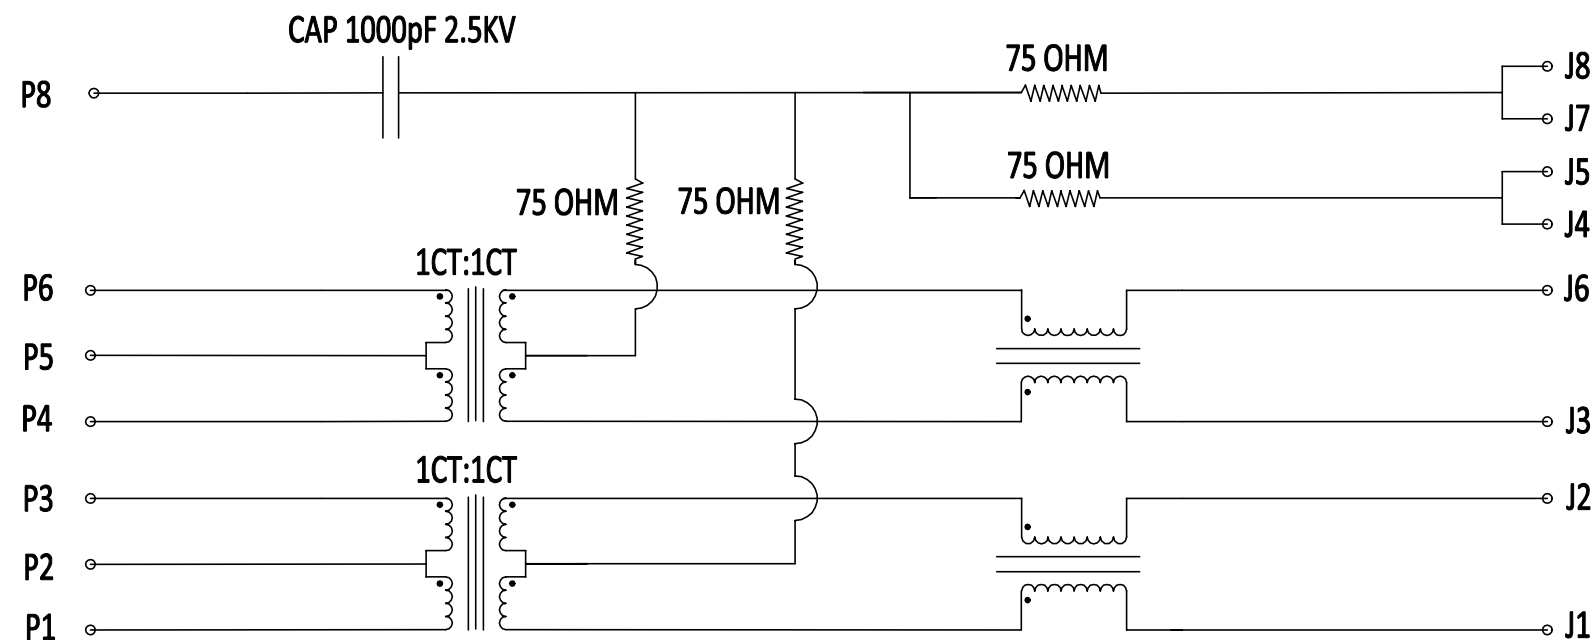 CAP 1000pF 2.5KV
75 OHM
P8
J8
J7
75 OHM
J5
75 OHM
75 OHM
J4
1CT:1CT
P6
J6
P5
P4
J3
1CT:1CT
P3
J2
P2
P1
J1